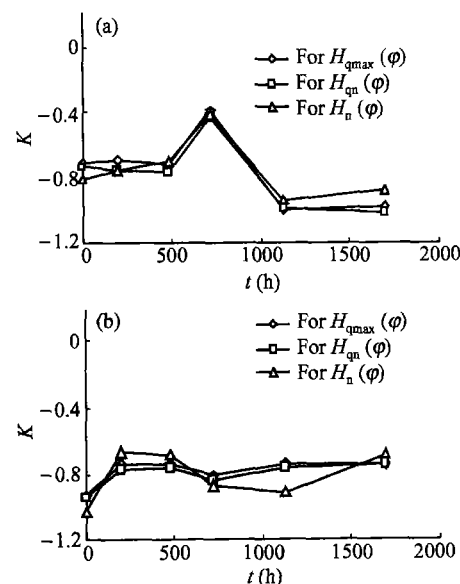 (a)
For H_qmax (φ)
For H_qn (φ)
For H_n (φ)
0
−0.4
−0.8
−1.2
K
0 500 1000 1500 2000
t (h)
(b)
For H_qmax (φ)
For H_qn (φ)
For H_n (φ)
0
−0.4
−0.8
−1.2
K
0 500 1000 1500 2000
t (h)